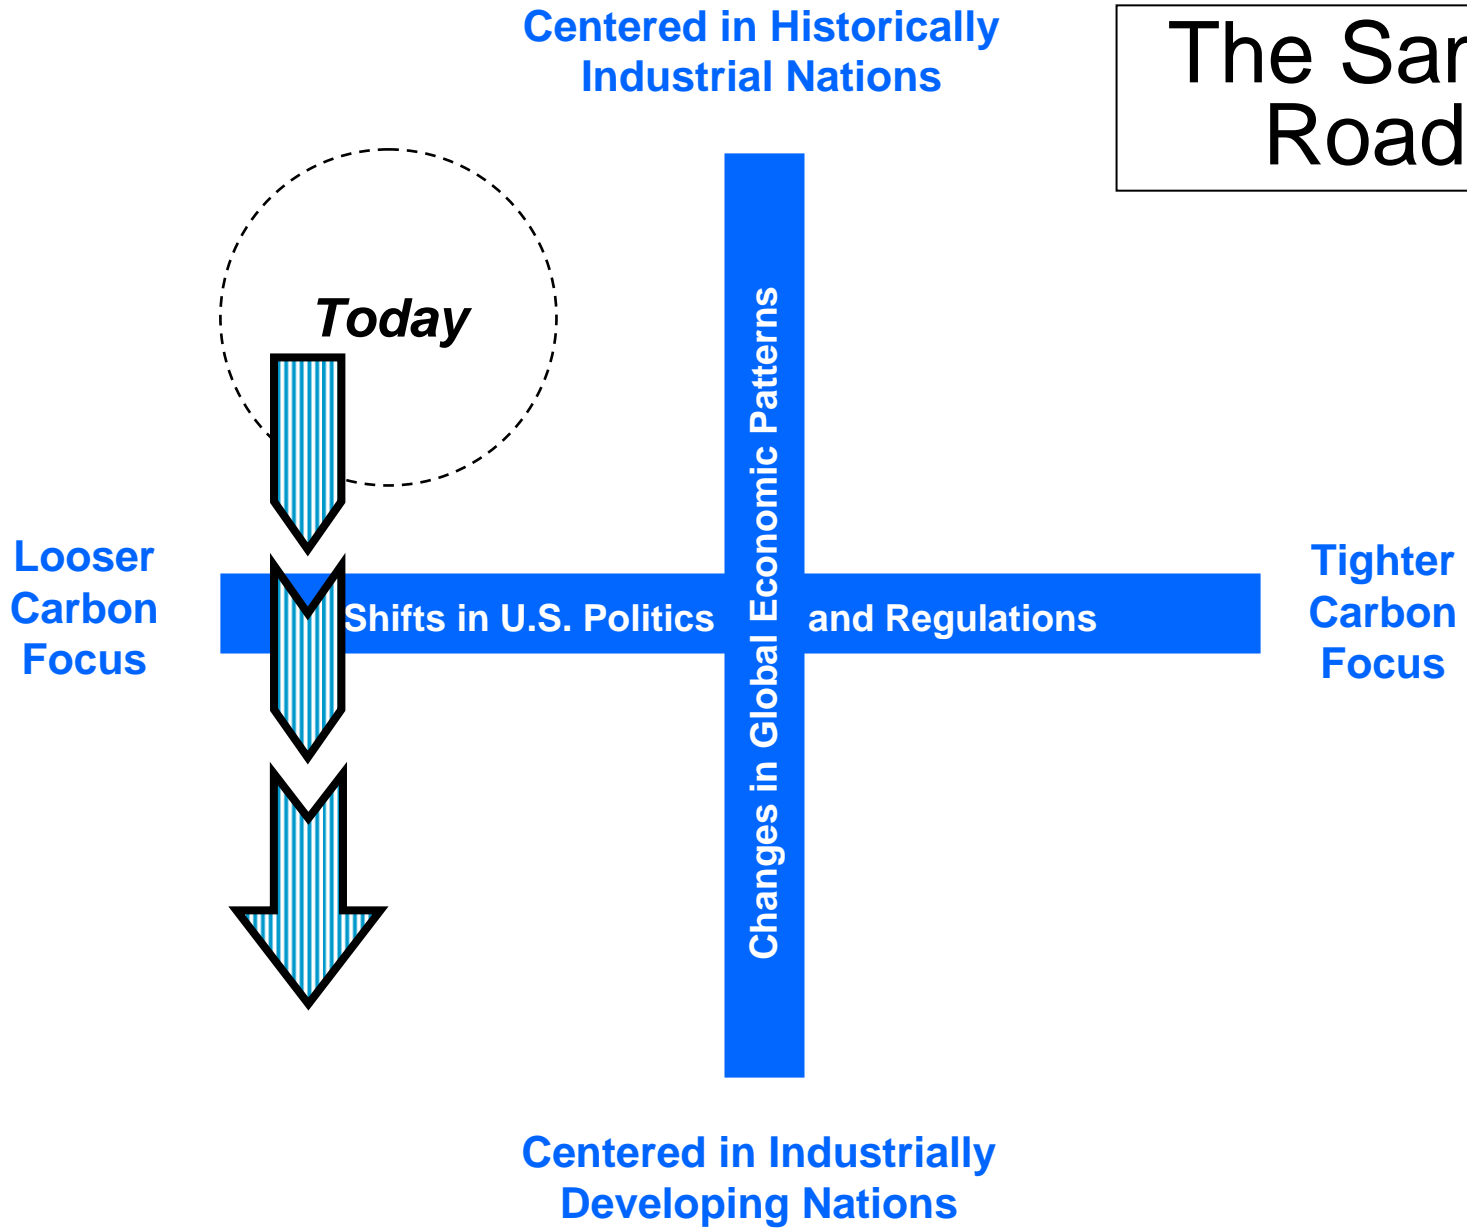 Centered in Historically
Industrial Nations
The
Road
Today
Changes in Global Economic Patterns
Looser
Carbon
Focus
Shifts in U.S. Politics and Regulations
Tighter
Carbon
Focus
Centered in Industrially
Developing Nations